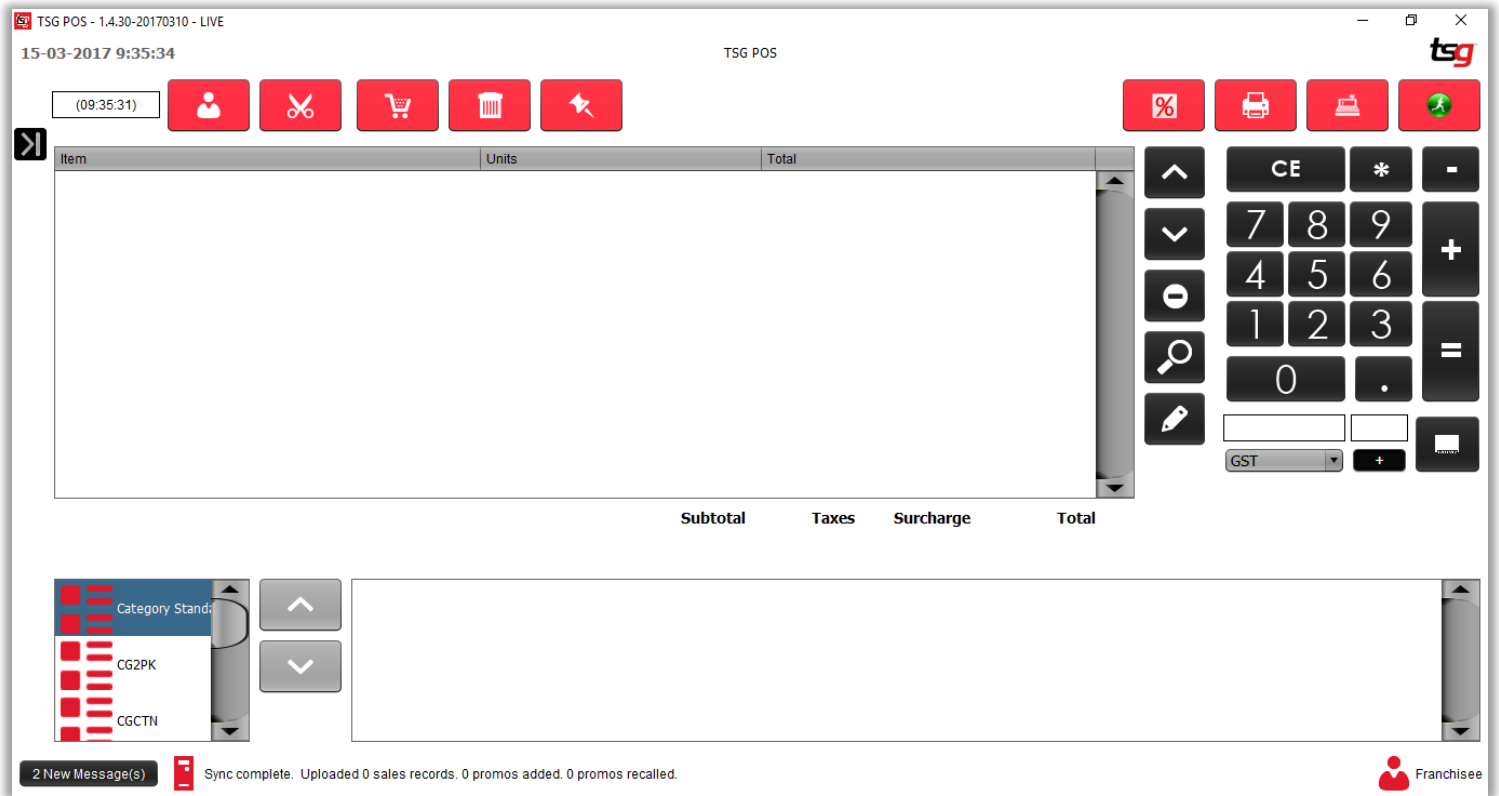 TSG POS - 1.4.30-20170310 - LIVE
15-03-2017 9:35:34
TSG POS
tsg
(09:35:31)
%
Item Units Total
CE * -
7 8 9 +
4 5 6
1 2 3 =
0 .
GST +
Subtotal Taxes Surcharge Total
Category Standa
CG2PK
CGCTN
2 New Message(s) Sync complete. Uploaded 0 sales records. 0 promos added. 0 promos recalled. Franchisee